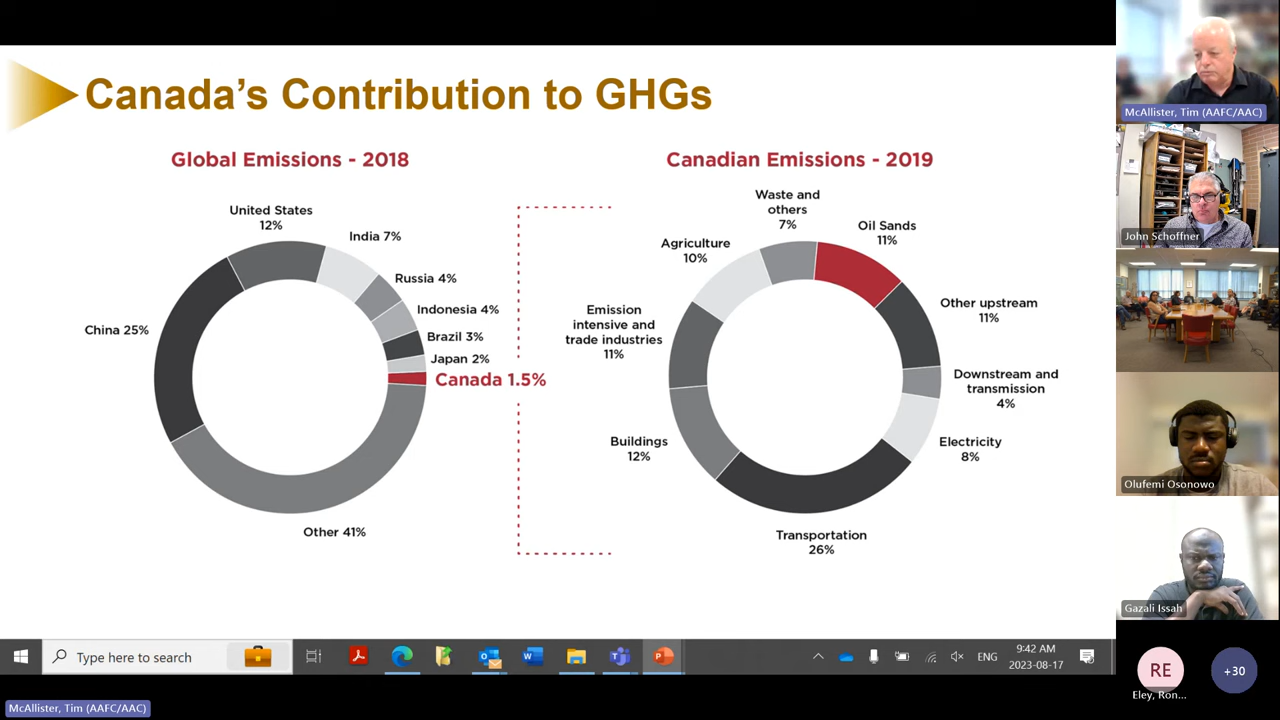 Canada's Contribution to GHGs
Global Emissions - 2018
United States
12%
India 7%
Russia 4%
Indonesia 4%
Brazil 3%
Japan 2%
Canada 1.5%
China 25%
Other 41%
Canadian Emissions - 2019
Waste and
others
7%
Oil Sands
11%
Agriculture
10%
Other upstream
11%
Emission
intensive and
trade industries
11%
Downstream and
transmission
4%
Buildings
12%
Electricity
8%
Transportation
26%
McAllister, Tim (AAFC/AAC)
John Schoffner
Olufemi Osonowo
Gazali Issah
RE
+30
Eley, Ron...
Type here to search
ENG
9:42 AM
2023-08-17
McAllister, Tim (AAFC/AAC)